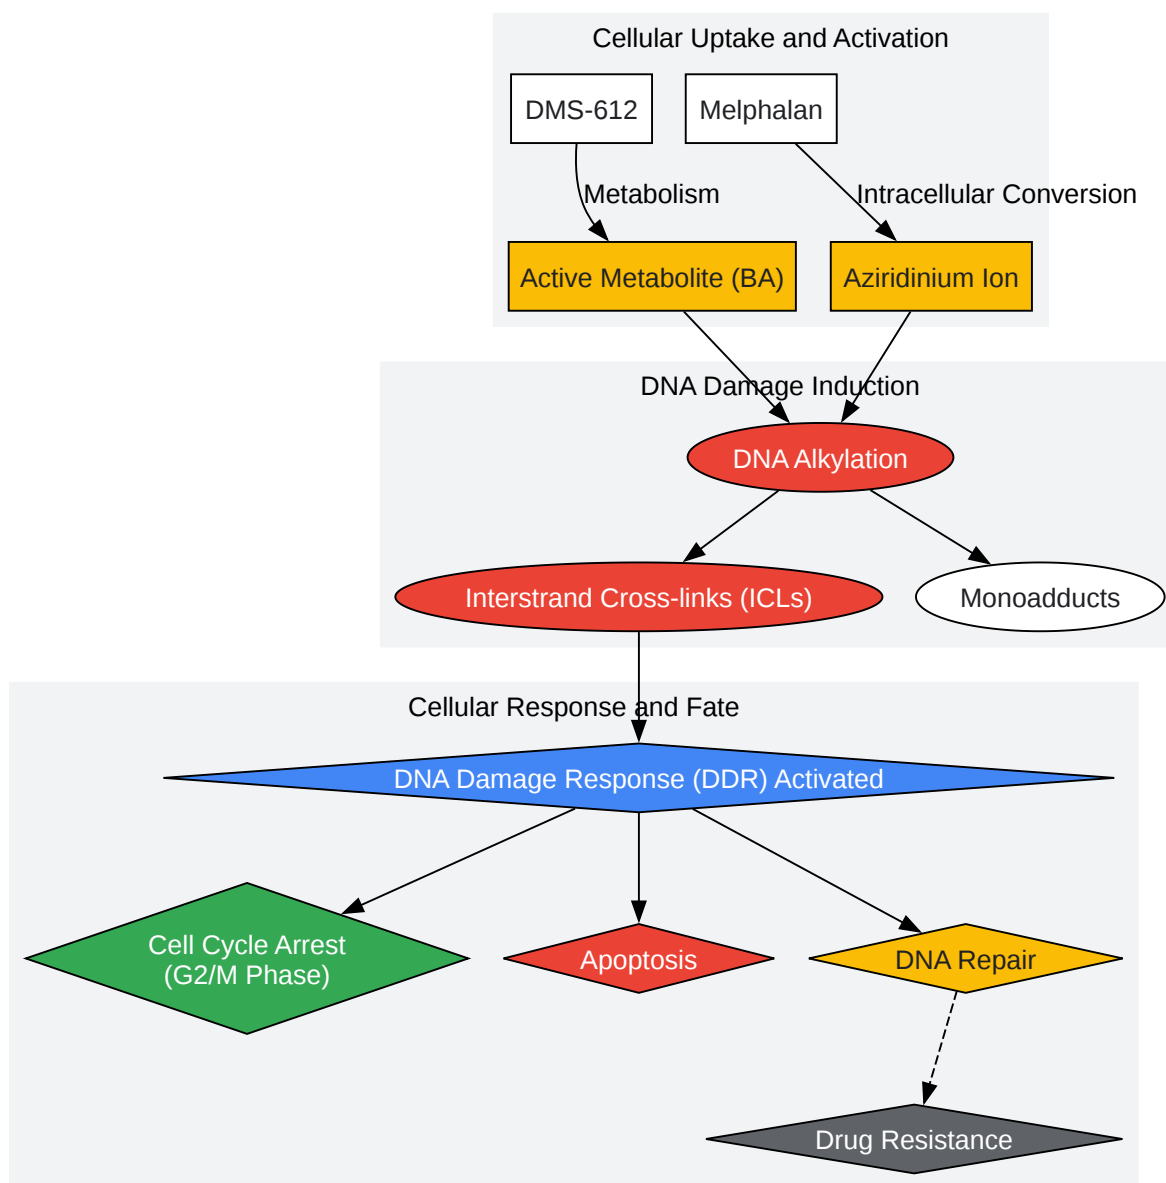 Cellular Uptake and Activation
DMS-612
Melphalan
Metabolism
Intracellular Conversion
Active Metabolite (BA)
Aziridinium Ion
DNA Damage Induction
DNA Alkylation
Interstrand Cross-links (ICLs)
Monoadducts
Cellular Response and Fate
DNA Damage Response (DDR) Activated
Cell Cycle Arrest
(G2/M Phase)
Apoptosis
DNA Repair
Drug Resistance